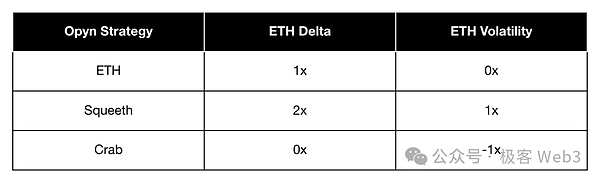 Opyn Strategy ETH Delta ETH Volatility
ETH 1x 0x
Squeeth 2x 1x
Crab 0x -1x
公众号 · 极客 Web3